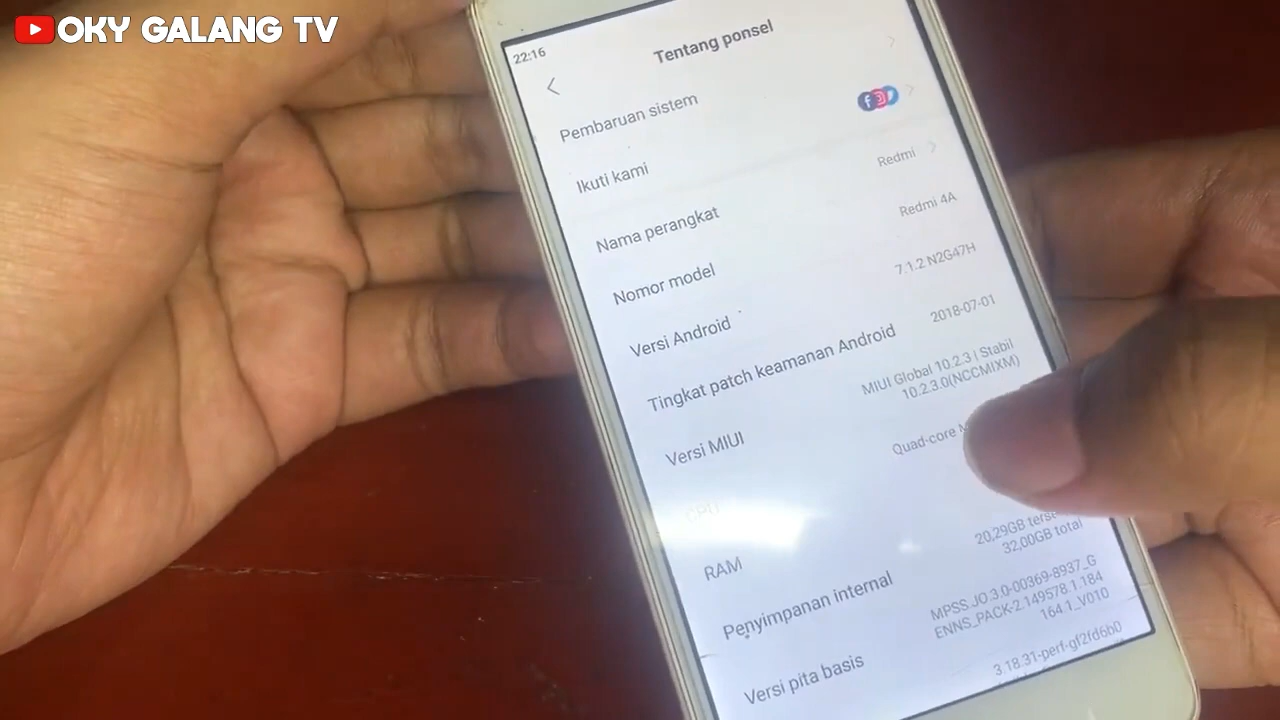 OKY GALANG TV
22:16
Tentang ponsel
Pembaruan sistem
Ikuti kami
Nama perangkat Redmi
Nomor model Redmi 4A
Versi Android 7.1.2 N2G47H
Tingkat patch keamanan Android 2018-07-01
Versi MIUI MIUI Global 10.2.3 | Stabil
10.2.3.0(NCCMIXM)
CPU Quad-core
RAM
Penyimpanan internal 20,29GB
32,00GB total
Versi pita basis MPSS.JO.3.0-00369-8937_G
ENNS_PACK-2.149578.1.184
164.1_V010
3.18.31-perf-gf2fd6b0